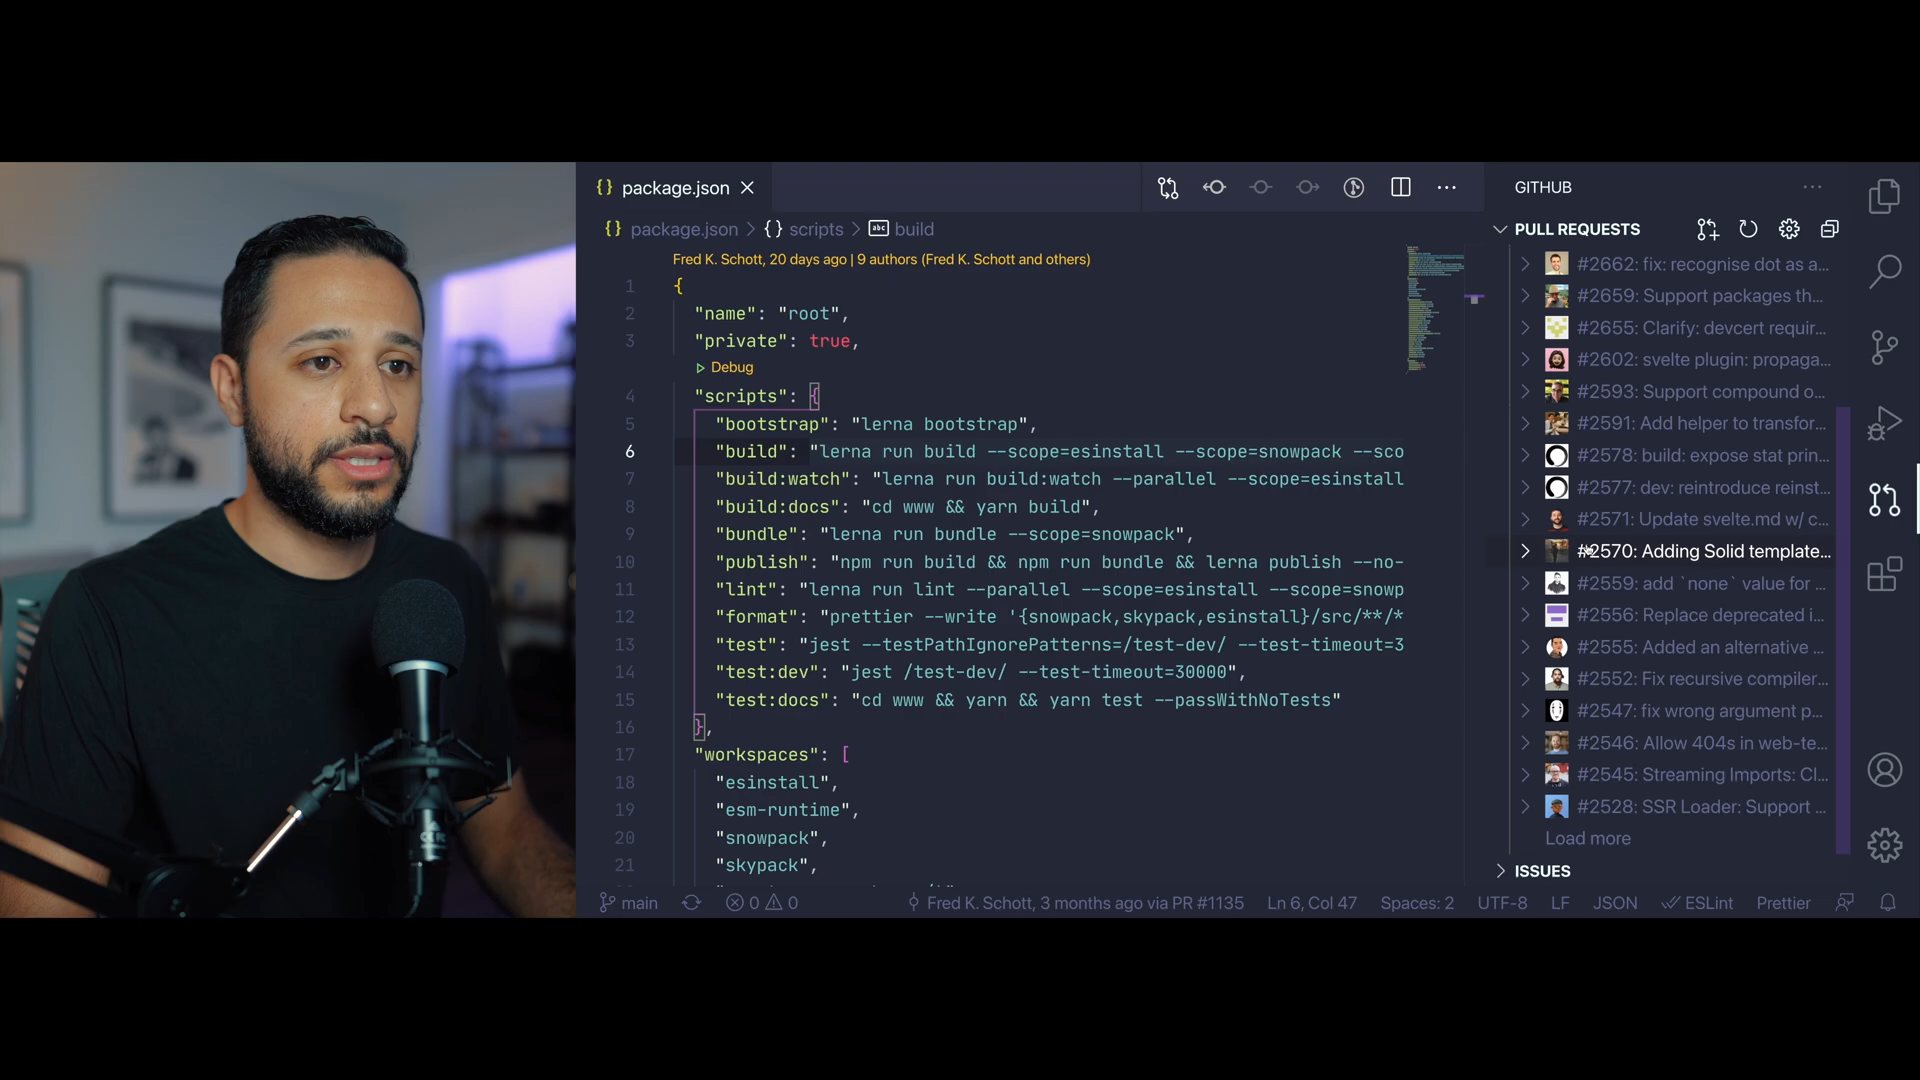 {} package.json
GITHUB
{} package.json > {} scripts > abc build
PULL REQUESTS
Fred K. Schott, 20 days ago | 9 authors (Fred K. Schott and others)
1 {
2 "name": "root",
3 "private": true,
Debug
4 "scripts": {
5 "bootstrap": "lerna bootstrap",
6 "build": "lerna run build --scope=esinstall --scope=snowpack --sco
7 "build:watch": "lerna run build:watch --parallel --scope=esinstall
8 "build:docs": "cd www && yarn build",
9 "bundle": "lerna run bundle --scope=snowpack",
10 "publish": "npm run build && npm run bundle && lerna publish --no-
11 "lint": "lerna run lint --parallel --scope=esinstall --scope=snowp
12 "format": "prettier --write '{snowpack,skypack,esinstall}/src/**/*
13 "test": "jest --testPathIgnorePatterns=/test-dev/ --test-timeout=3
14 "test:dev": "jest /test-dev/ --test-timeout=30000",
15 "test:docs": "cd www && yarn && yarn test --passWithNoTests"
16 },
17 "workspaces": [
18 "esinstall",
19 "esm-runtime",
20 "snowpack",
21 "skypack",
#2662: fix: recognise dot as a...
#2659: Support packages th...
#2655: Clarify: devcert requir...
#2602: svelte plugin: propaga...
#2593: Support compound o...
#2591: Add helper to transfor...
#2578: build: expose stat prin...
#2577: dev: reintroduce reinst...
#2571: Update svelte.md w/ c...
#2570: Adding Solid template...
#2559: add `none` value for ...
#2556: Replace deprecated i...
#2555: Added an alternative ...
#2552: Fix recursive compiler...
#2547: fix wrong argument p...
#2546: Allow 404s in web-te...
#2545: Streaming Imports: Cl...
#2528: SSR Loader: Support ...
Load more
ISSUES
main 0 0 Fred K. Schott, 3 months ago via PR #1135 Ln 6, Col 47 Spaces: 2 UTF-8 LF JSON ESLint Prettier